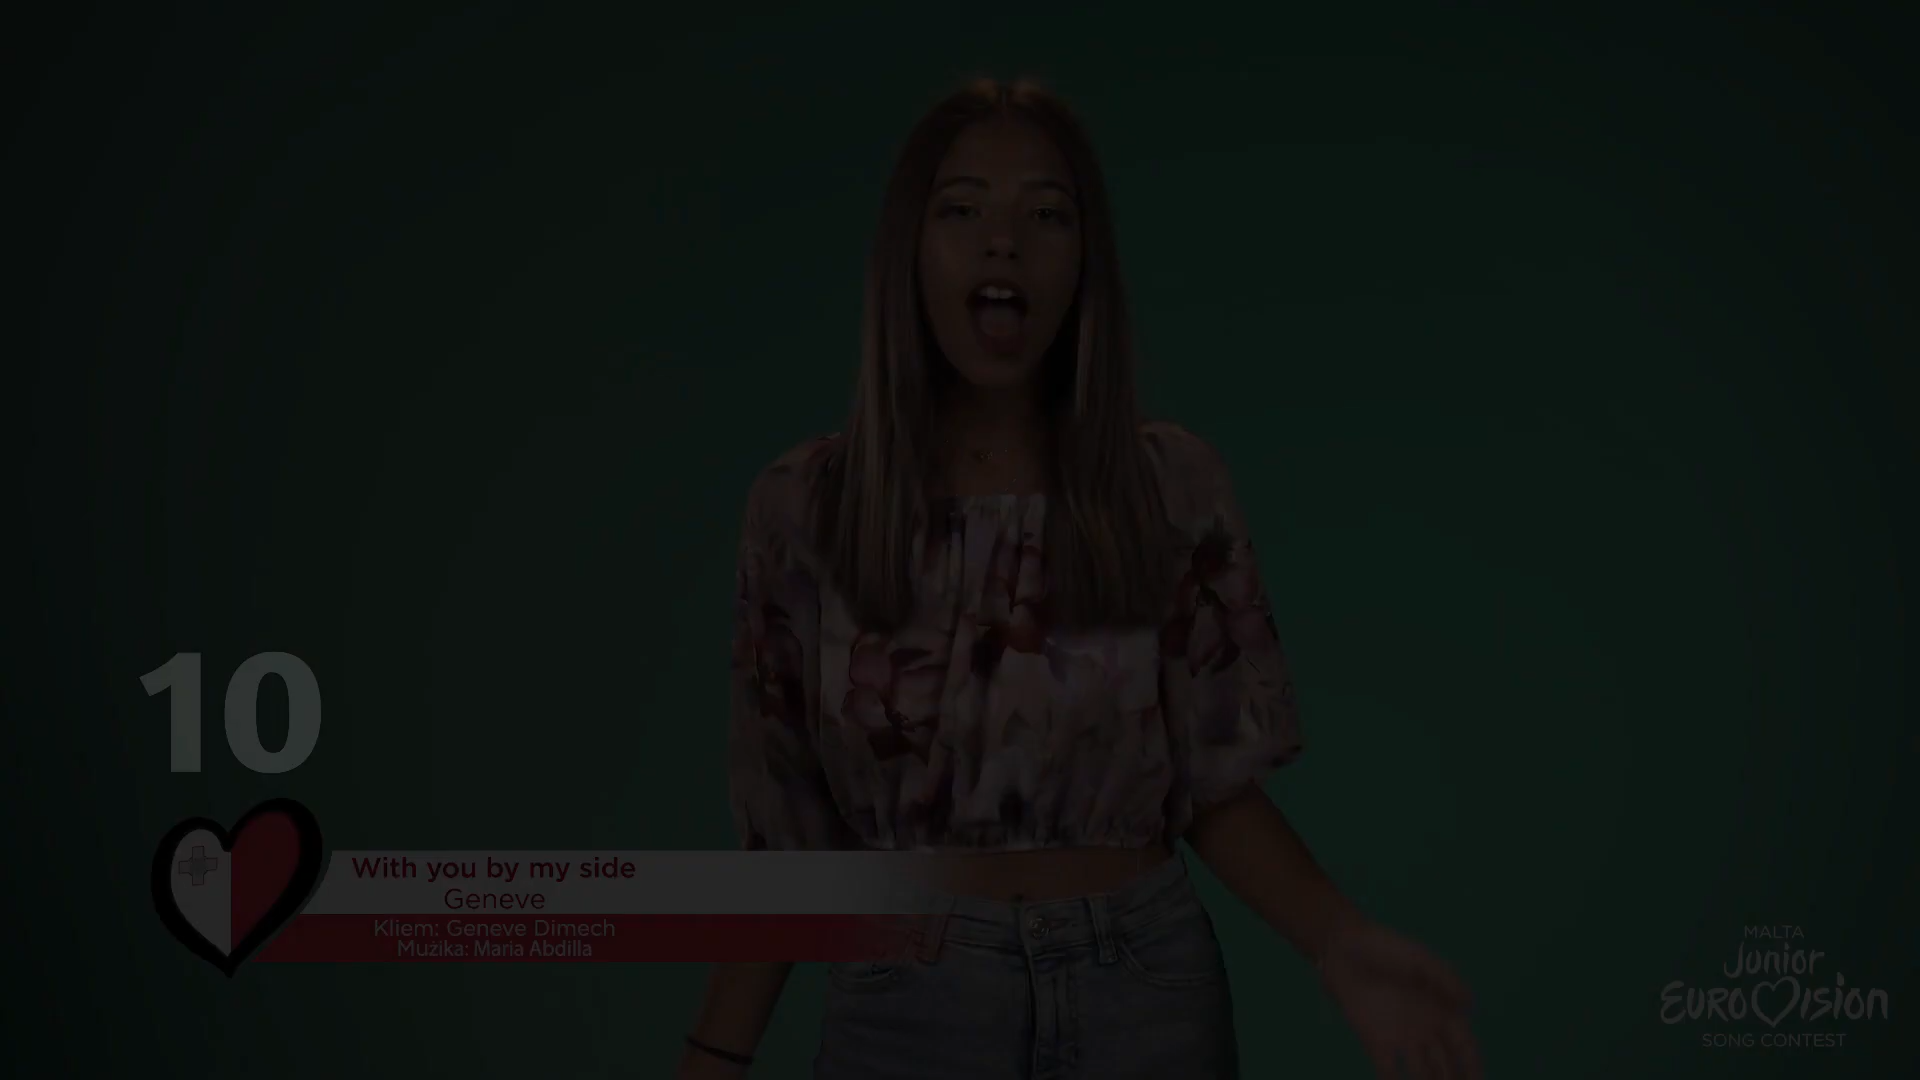 10
With you by my side
Geneve
Kliem: Geneve Dimech
Mużika: Maria Abdilla
MALTA
Junior
EUROVISION
SONG CONTEST